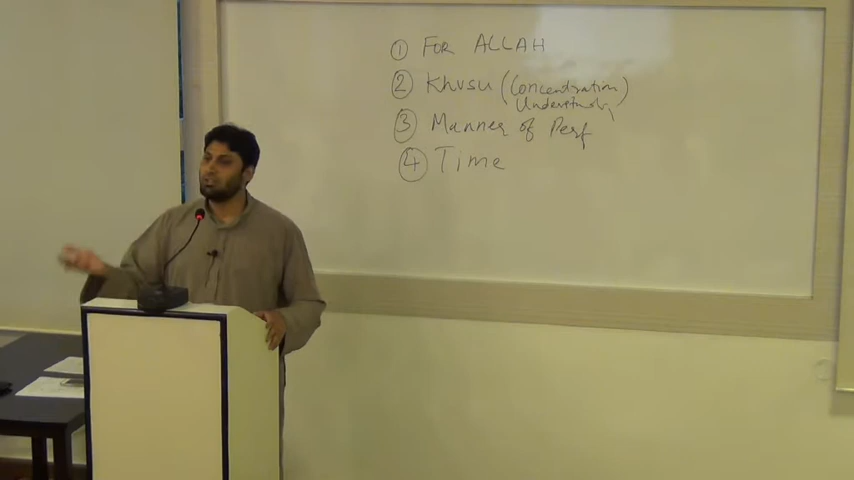 ① FOR ALLAH
② Khusu (Concentration
Understanding)
③ Manner of Perf
④ Time